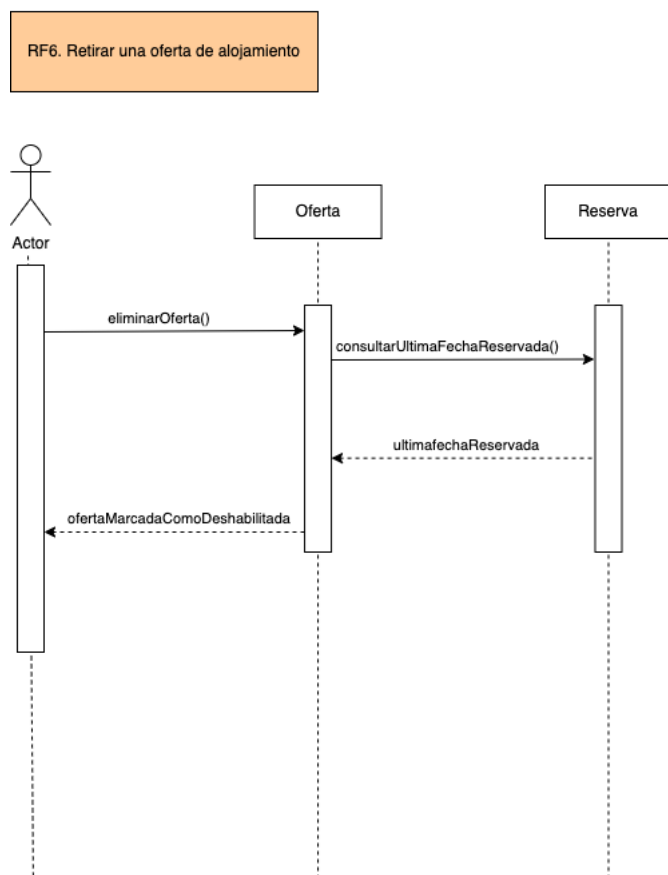 RF6. Retirar una oferta de alojamiento
Actor
Oferta
Reserva
eliminarOferta()
consultarUltimaFechaReservada()
ultimafechaReservada
ofertaMarcadaComoDeshabilitada